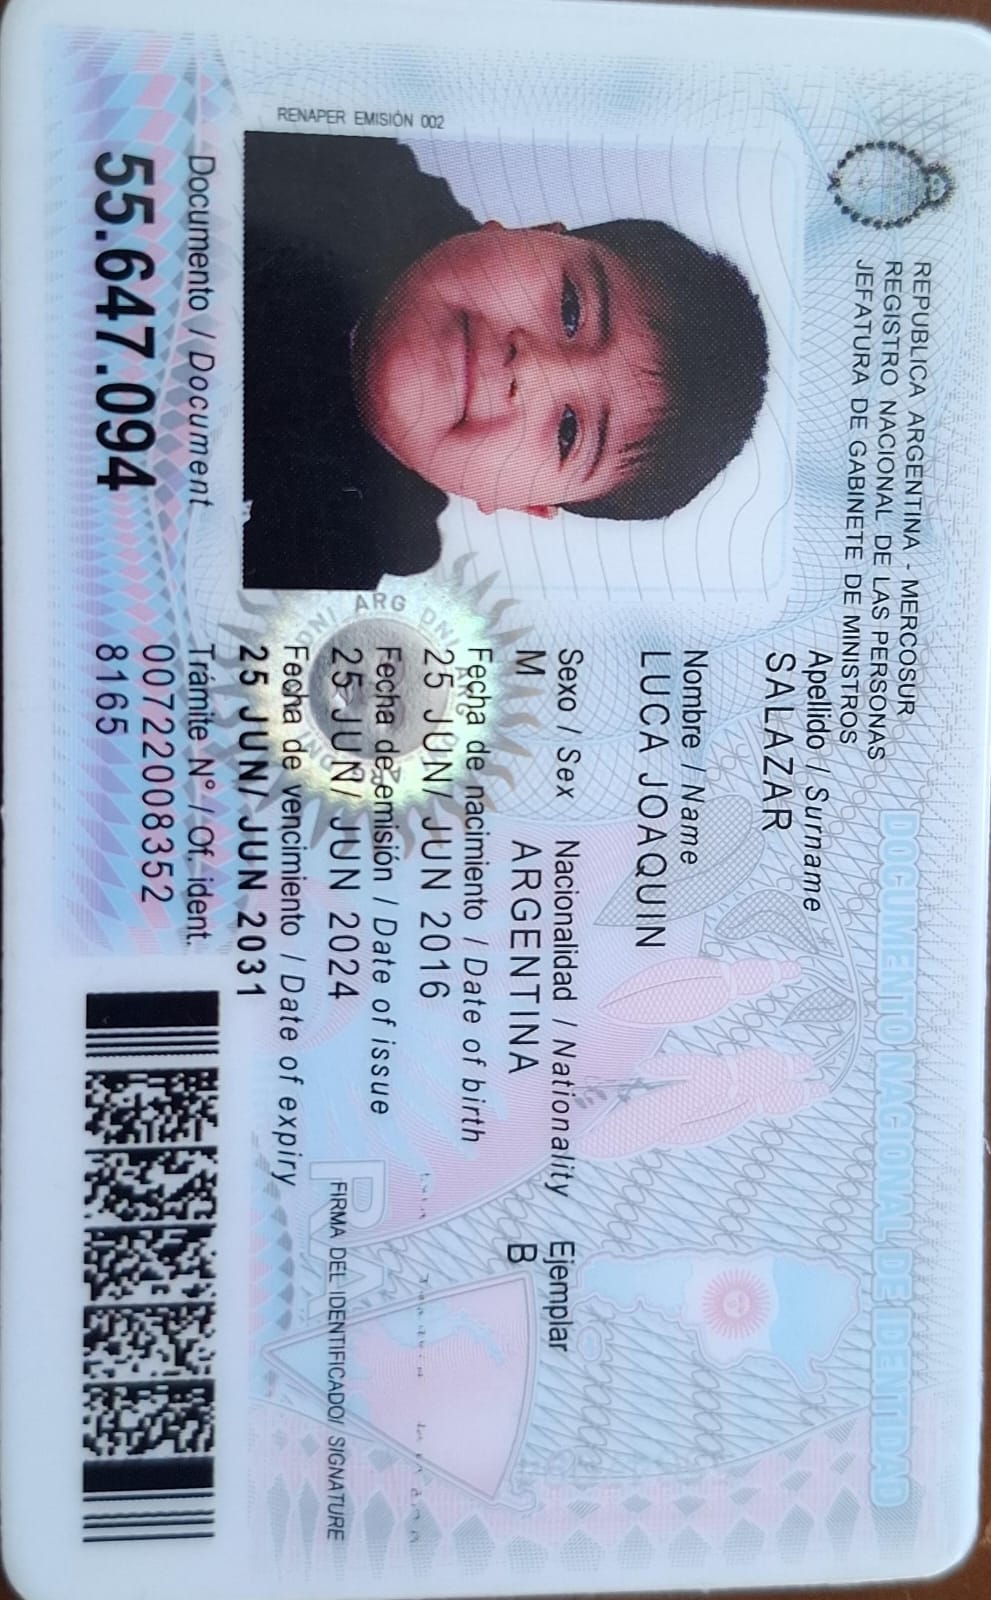 REPUBLICA ARGENTINA - MERCOSUR
REGISTRO NACIONAL DE LAS PERSONAS
JEFATURA DE GABINETE DE MINISTROS
DOCUMENTO NACIONAL DE IDENTIDAD
RENAPER EMISIÓN 002
Apellido / Surname
SALAZAR
Nombre / Name
LUCA JOAQUIN
Sexo / Sex Nacionalidad / Nationality Ejemplar
M ARGENTINA B
Fecha de nacimiento / Date of birth
25 JUN/ JUN 2016
Fecha de emisión / Date of issue
25 JUN/ JUN 2024
Fecha de vencimiento / Date of expiry
25 JUN/ JUN 2031
FIRMA DEL IDENTIFICADO/ SIGNATURE
Documento / Document
55.647.094
Trámite N° / Of. ident.
00722008352
8165
DNI ARG DNI ARG